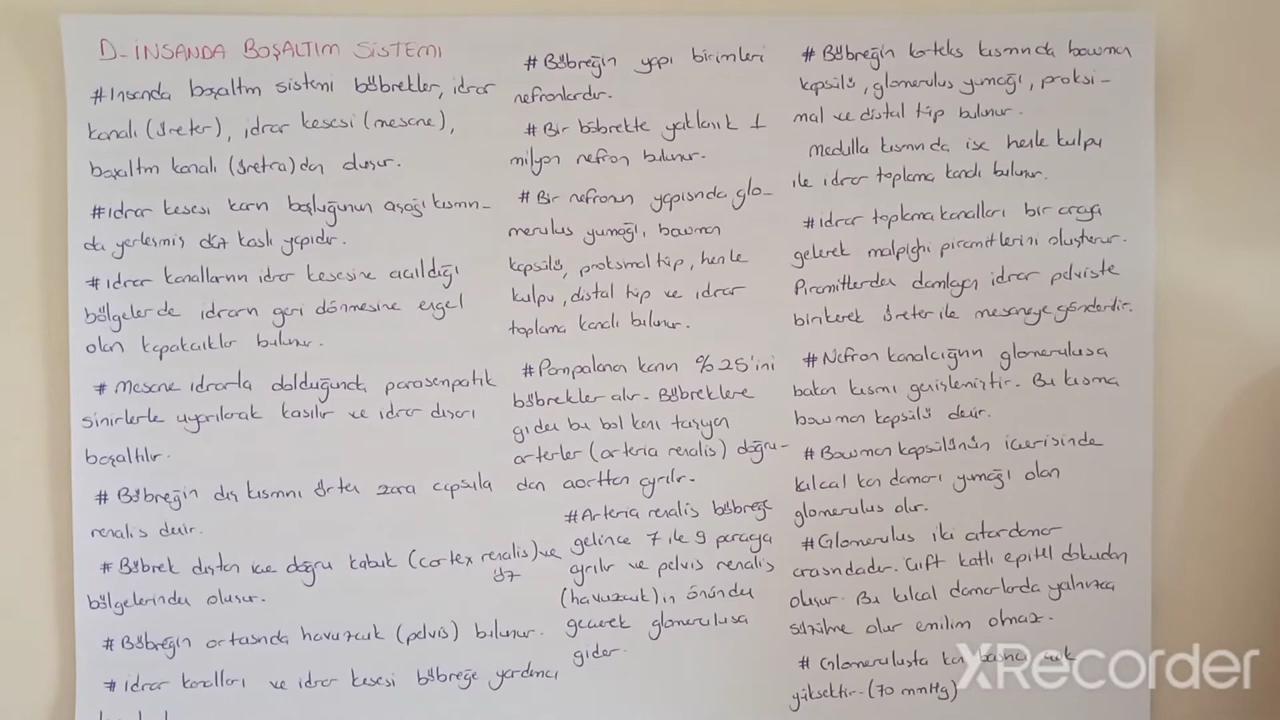 D- İNSANDA BOŞALTIM SİSTEMİ
#İnsanda boşaltım sistemi böbrekler, idrar
kanalı (üreter), idrar kesesi (mesane),
boşaltım kanalı (üretra)dan oluşur.
#İdrar kesesi karın boşluğunun aşağı kısmın-
da yerleşmiş düz kaslı yapıdır.
#İdrar kanallarının idrar kesesine açıldığı
bölgelerde idrarın geri dönmesine engel
olan kapakçıklar bulunur.
#Mesane idrarla dolduğunda parasempatik
sinirlerle uyarılarak kasılır ve idrar dışarı
boşaltılır.
#Böbreğin dış kısmını örten zara capsula
renalis denir.
#Böbrek dıştan içe doğru kabuk (cortex renalis) ve
öz
bölgelerinden oluşur.
#Böbreğin ortasında havuzcuk (pelvis) bulunur.
#İdrar kanalları ve idrar kesesi böbreğe yardımcı
#Böbreğin yapı birimleri
nefronlardır.
#Bir böbrekte yaklaşık 1
milyon nefron bulunur.
#Bir nefronun yapısında glo-
merulus yumağı, bowman
kapsülü, proksimal tüp, henle
kulpu, distal tüp ve idrar
toplama kanalı bulunur.
#Pompalanan kanın %25'ini
böbrekler alır. Böbreklere
giden bu bol kanı taşıyan
arterler (arteria renalis) doğru-
dan aorttan ayrılır.
#Arteria renalis böbreğe
gelince 7 ile 9 parçaya
ayrılır ve pelvis renalis
(havuzcuk)ın önünden
geçerek glomerulusa
gider.
#Böbreğin korteks kısmında bowman
kapsülü, glomerulus yumağı, proksi-
mal ve distal tüp bulunur.
Medulla kısmında ise henle kulpu
ile idrar toplama kanalı bulunur.
#İdrar toplama kanalları bir araya
gelerek malpighi piramitlerini oluşturur.
Piramitlerden damlayan idrar pelviste
birikerek üreter ile mesaneye gönderilir.
#Nefron kanalcığının glomerulusa
bakan kısmı genişlemiştir. Bu kısma
bowman kapsülü denir.
#Bowman kapsülünün içerisinde
kılcal kan damarı yumağı olan
glomerulus olur.
#Glomerulus iki atardamar
arasındadır. Çift katlı epitel dokudan
oluşur. Bu kılcal damarlarda yalnızca
süzülme olur emilim olmaz.
#Glomerulusta kan basıncı çok
yüksektir. (70 mmHg)
XRecorder